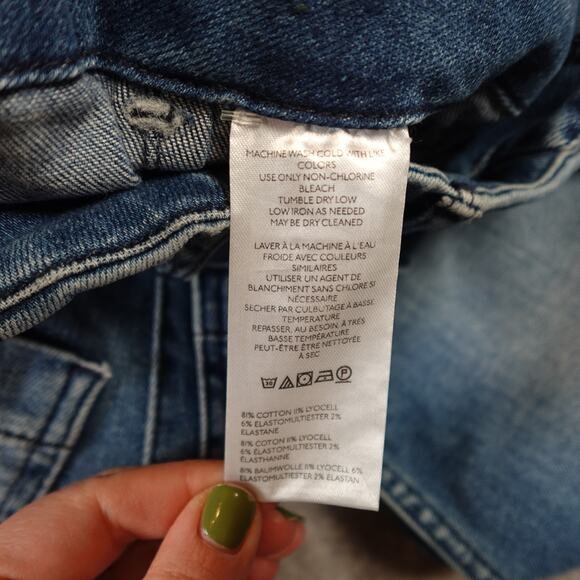 MACHINE WASH COLD WITH LIKE
COLORS
USE ONLY NON-CHLORINE
BLEACH
TUMBLE DRY LOW
LOW IRON AS NEEDED
MAY BE DRY CLEANED
LAVER À LA MACHINE À L'EAU
FROIDE AVEC COULEURS
SIMILAIRES
UTILISER UN AGENT DE
BLANCHIMENT SANS CHLORE SI
NÉCESSAIRE
SECHER PAR CULBUTAGE À BASSE
TEMPÉRATURE
REPASSER, AU BESOIN, À TRÈS
BASSE TEMPÉRATURE
PEUT-ÊTRE ÊTRE NETTOYÉE
À SEC
30 P
81% COTTON 11% LYOCELL
6% ELASTOMULTIESTER 2%
ELASTANE
81% COTON 11% LYOCELL
6% ÉLASTOMULTIESTER 2%
ÉLASTHANNE
81% BAUMWOLLE 11% LYOCELL 6%
ELASTOMULTIESTER 2% ELASTAN